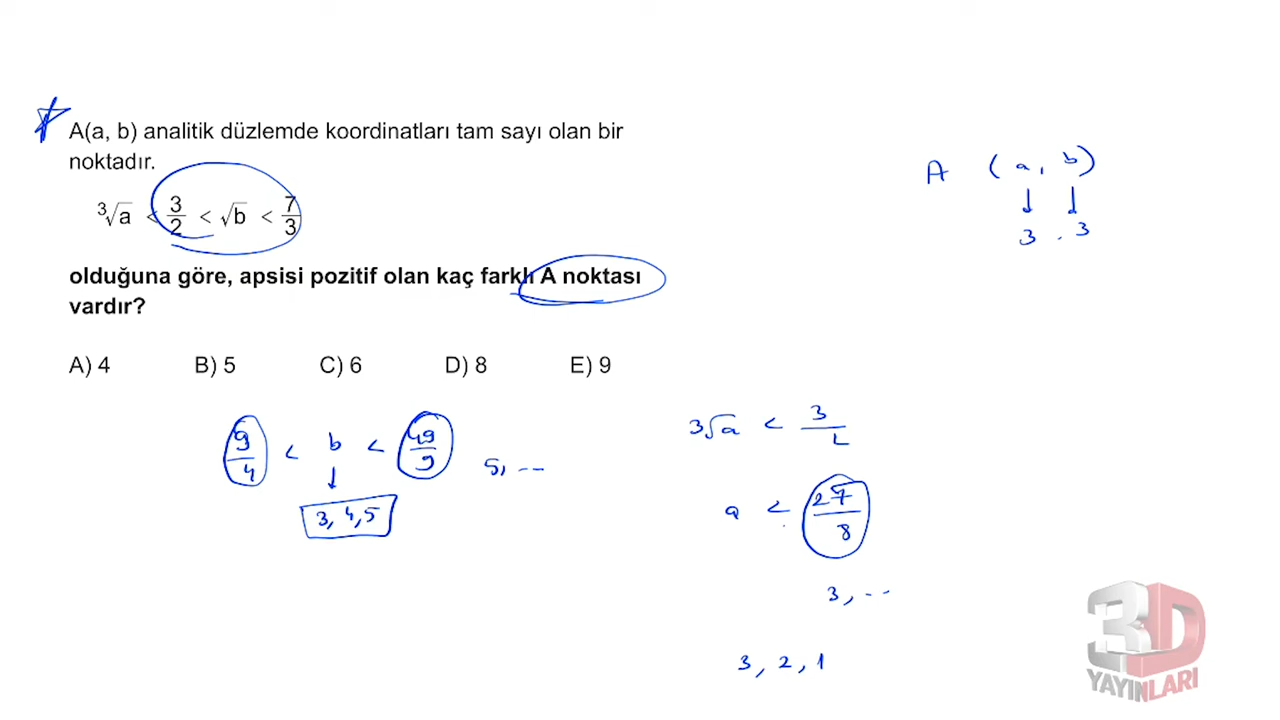 A(a, b) analitik düzlemde koordinatları tam sayı olan bir
noktadır.
∛a < 3/2 < √b < 7/3
olduğuna göre, apsisi pozitif olan kaç farklı A noktası
vardır?
A) 4 B) 5 C) 6 D) 8 E) 9
9/4 < b < 49/9 5, ...
3, 4, 5
A (a, b)
3 . 3
3√a < 3/2
a < 27/8
3, ...
3, 2, 1
3D
YAYINLARI